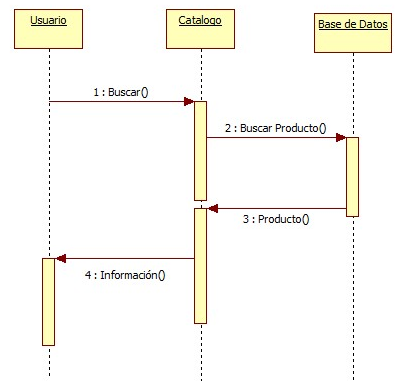 Usuario
Catalogo
Base de Datos
1 : Buscar()
2 : Buscar Producto()
3 : Producto()
4 : Información()